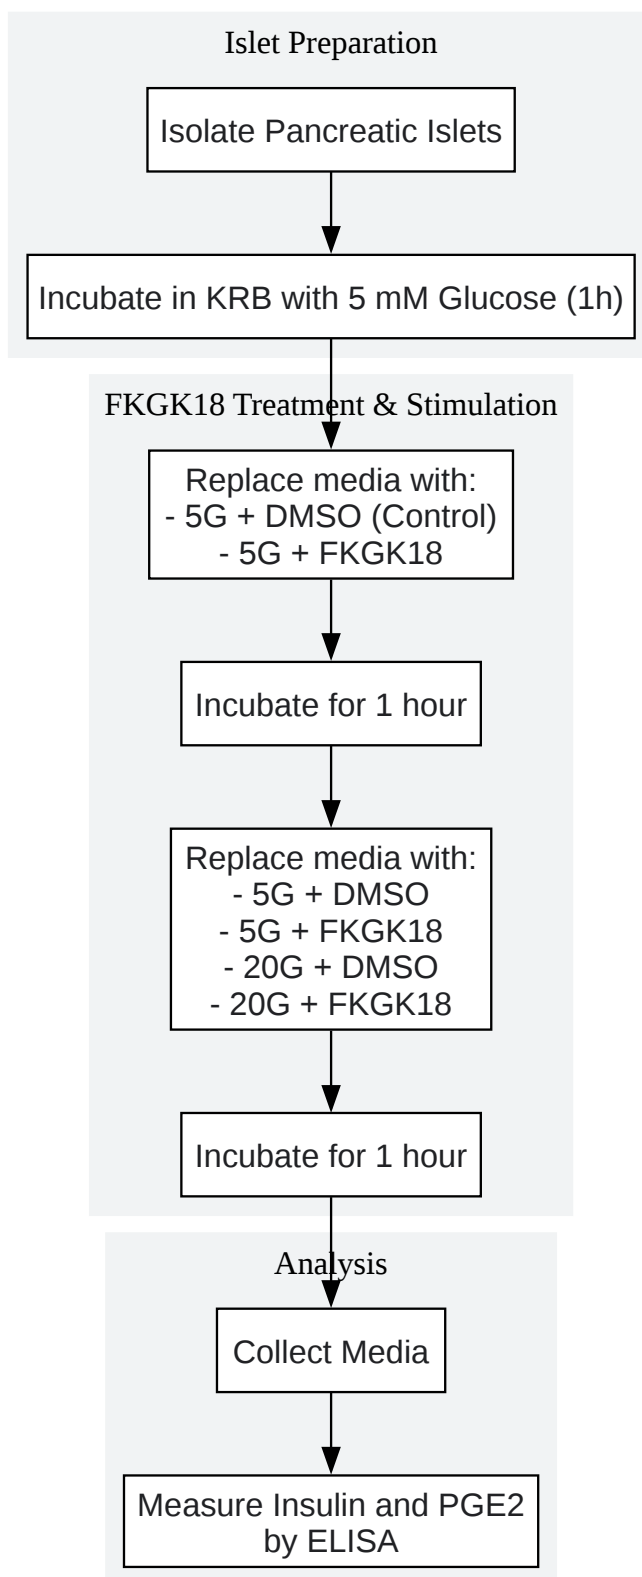 Islet Preparation
Isolate Pancreatic Islets
Incubate in KRB with 5 mM Glucose (1h)
FKGK18 Treatment & Stimulation
Replace media with:
- 5G + DMSO (Control)
- 5G + FKGK18
Incubate for 1 hour
Replace media with:
- 5G + DMSO
- 5G + FKGK18
- 20G + DMSO
- 20G + FKGK18
Incubate for 1 hour
Analysis
Collect Media
Measure Insulin and PGE2
by ELISA